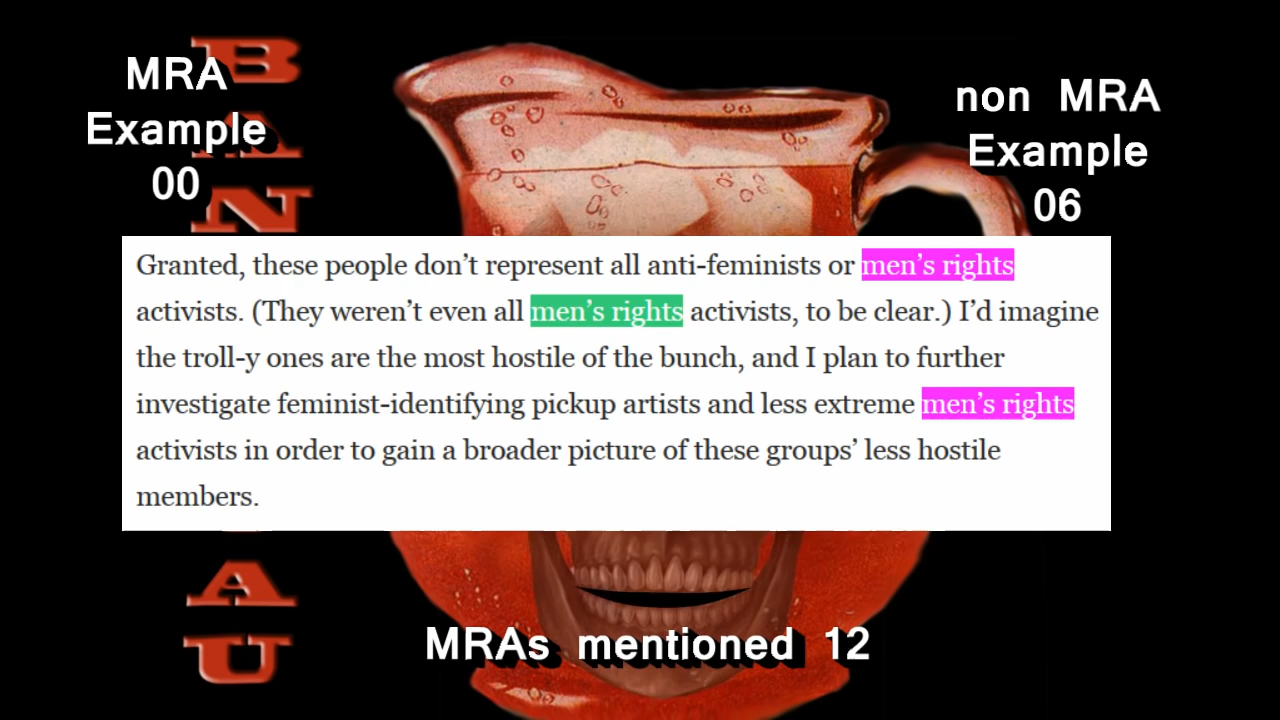 MRA
Example
00
non MRA
Example
06
B
A
N
A
U
Granted, these people don’t represent all anti-feminists or men’s rights
activists. (They weren’t even all men’s rights activists, to be clear.) I’d imagine
the troll-y ones are the most hostile of the bunch, and I plan to further
investigate feminist-identifying pickup artists and less extreme men’s rights
activists in order to gain a broader picture of these groups’ less hostile
members.
MRAs mentioned 12